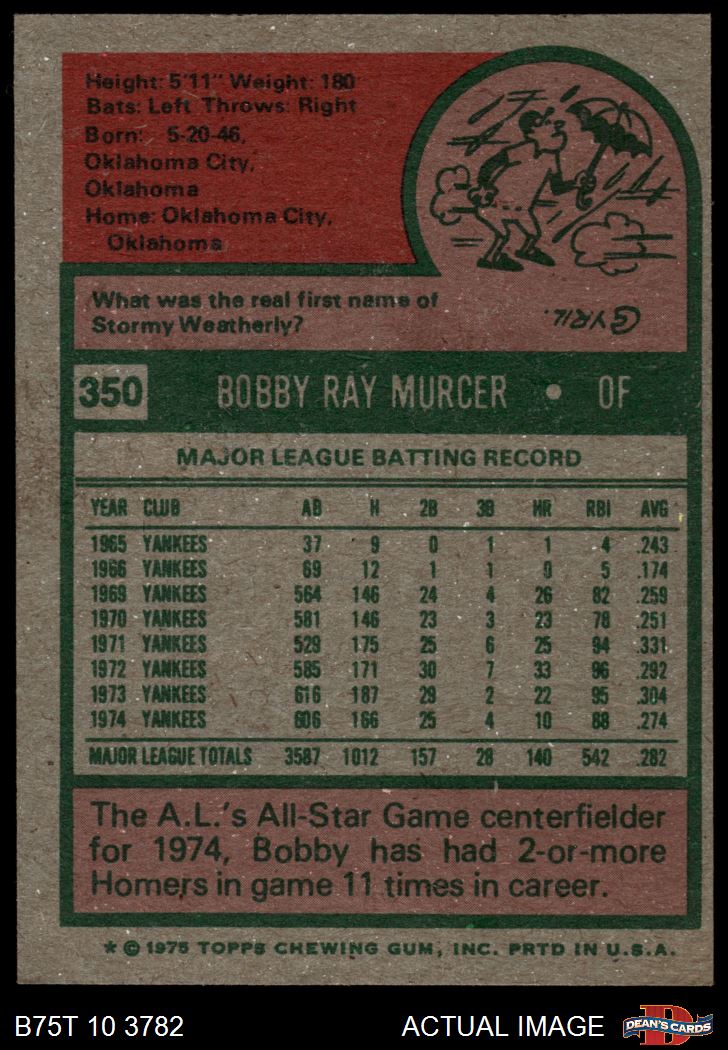 Height: 5'11" Weight: 180
Bats: Left Throws: Right
Born: 5-20-46,
Oklahoma City,
Oklahoma
Home: Oklahoma City,
Oklahoma
What was the real first name of
Stormy Weatherly?
CYRIL.
350 BOBBY RAY MURCER • OF
MAJOR LEAGUE BATTING RECORD
YEAR CLUB AB H 2B 3B HR RBI AVG
1965 YANKEES 37 9 0 1 1 4 .243
1966 YANKEES 69 12 1 1 0 5 .174
1969 YANKEES 564 146 24 4 26 82 .259
1970 YANKEES 581 146 23 3 23 78 .251
1971 YANKEES 529 175 25 6 25 94 .331
1972 YANKEES 585 171 30 7 33 96 .292
1973 YANKEES 616 187 29 2 22 95 .304
1974 YANKEES 606 166 25 4 10 88 .274
MAJOR LEAGUE TOTALS 3587 1012 157 28 140 542 .282
The A.L.'s All-Star Game centerfielder
for 1974, Bobby has had 2-or-more
Homers in game 11 times in career.
* © 1975 TOPPS CHEWING GUM, INC. PRTD IN U.S.A.
B75T 10 3782 ACTUAL IMAGE
D
DEAN'S CARDS